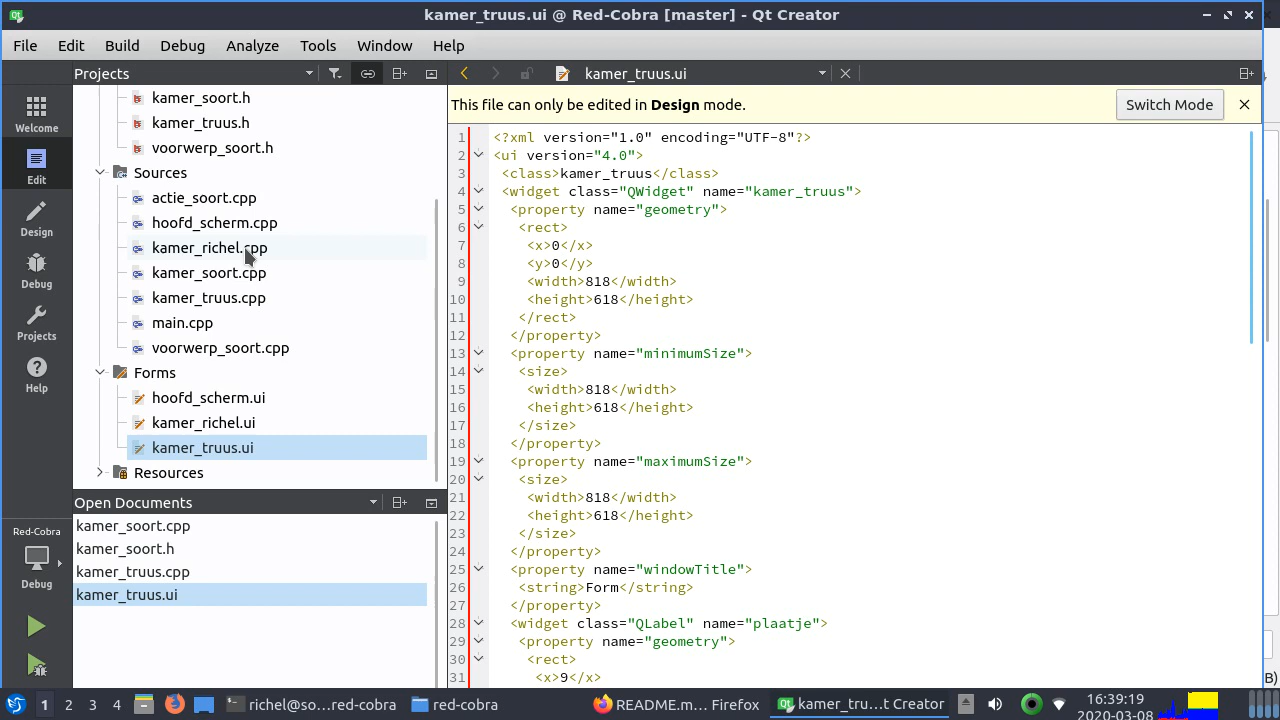 kamer_truus.ui @ Red-Cobra [master] - Qt Creator
File Edit Build Debug Analyze Tools Window Help
Projects
kamer_truus.ui
Welcome
Edit
Design
Debug
Projects
Help
Red-Cobra
Debug
kamer_soort.h
kamer_truus.h
voorwerp_soort.h
Sources
actie_soort.cpp
hoofd_scherm.cpp
kamer_richel.cpp
kamer_soort.cpp
kamer_truus.cpp
main.cpp
voorwerp_soort.cpp
Forms
hoofd_scherm.ui
kamer_richel.ui
kamer_truus.ui
Resources
Open Documents
kamer_soort.cpp
kamer_soort.h
kamer_truus.cpp
kamer_truus.ui
This file can only be edited in Design mode. Switch Mode
1 <?xml version="1.0" encoding="UTF-8"?>
2 <ui version="4.0">
3 <class>kamer_truus</class>
4 <widget class="QWidget" name="kamer_truus">
5 <property name="geometry">
6 <rect>
7 <x>0</x>
8 <y>0</y>
9 <width>818</width>
10 <height>618</height>
11 </rect>
12 </property>
13 <property name="minimumSize">
14 <size>
15 <width>818</width>
16 <height>618</height>
17 </size>
18 </property>
19 <property name="maximumSize">
20 <size>
21 <width>818</width>
22 <height>618</height>
23 </size>
24 </property>
25 <property name="windowTitle">
26 <string>Form</string>
27 </property>
28 <widget class="QLabel" name="plaatje">
29 <property name="geometry">
30 <rect>
31 <x>9</x>
B)
1 2 3 4 richel@so...red-cobra red-cobra README.m... Firefox kamer_tru...t Creator
16:39:19
2020-03-08